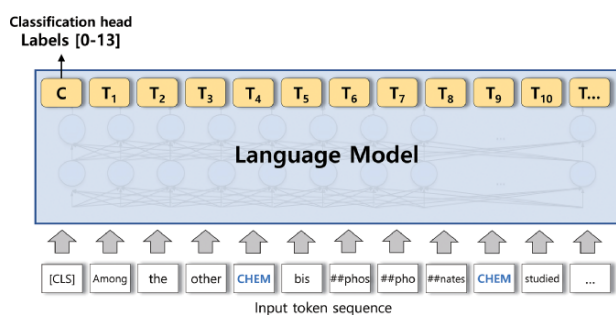 Classification head
Labels [0-13]
C T1 T2 T3 T4 T5 T6 T7 T8 T9 T10 T...
Language Model
[CLS] Among the other CHEM bis ##phos ##pho ##nates CHEM studied ...
Input token sequence